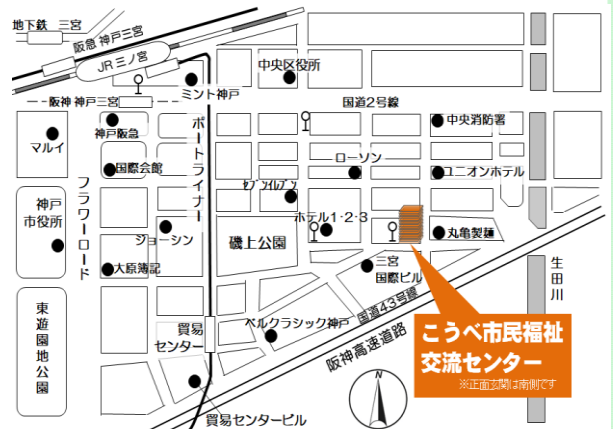 地下鉄 三宮
阪急 神戸三宮
JR 三ノ宮
中央区役所
ミント神戸
阪神 神戸三宮
国道2号線
マルイ
神戸阪急
ポートライナー
中央消防署
国際会館
ローソン
ユニオンホテル
フラワーロード
セブンイレブン
神戸
市役所
ホテル1・2・3
ジョーシン
磯上公園
丸亀製麺
大原簿記
三宮
国際ビル
生田川
国道43号線
東遊園地公園
貿易
センター
ベルクラシック神戸
阪神高速道路
こうべ市民福祉
交流センター
※正面玄関は南側です
N
貿易センタービル